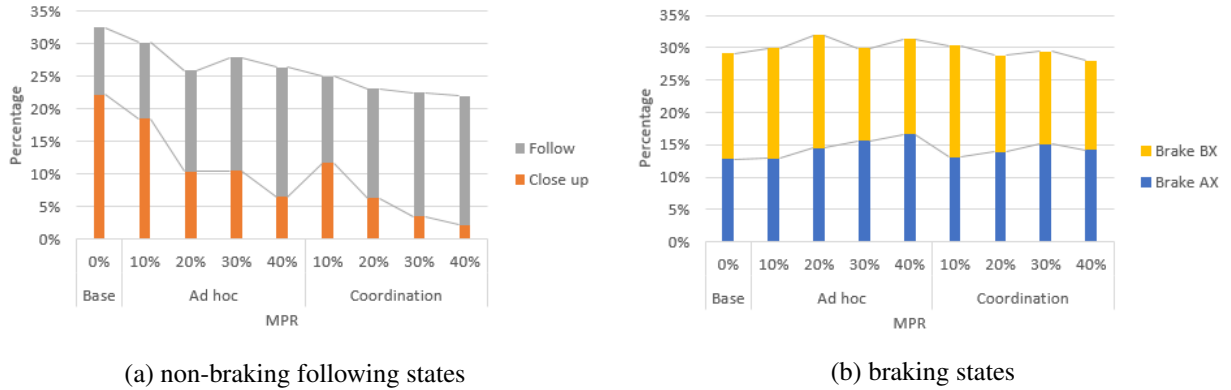 35%
30%
25%
20%
15%
10%
5%
0%
Percentage
0% 10% 20% 30% 40% 10% 20% 30% 40%
Base Ad hoc Coordination
MPR
Follow
Close up
(a) non-braking following states
35%
30%
25%
20%
15%
10%
5%
0%
Percentage
0% 10% 20% 30% 40% 10% 20% 30% 40%
Base Ad hoc Coordination
MPR
Brake BX
Brake AX
(b) braking states